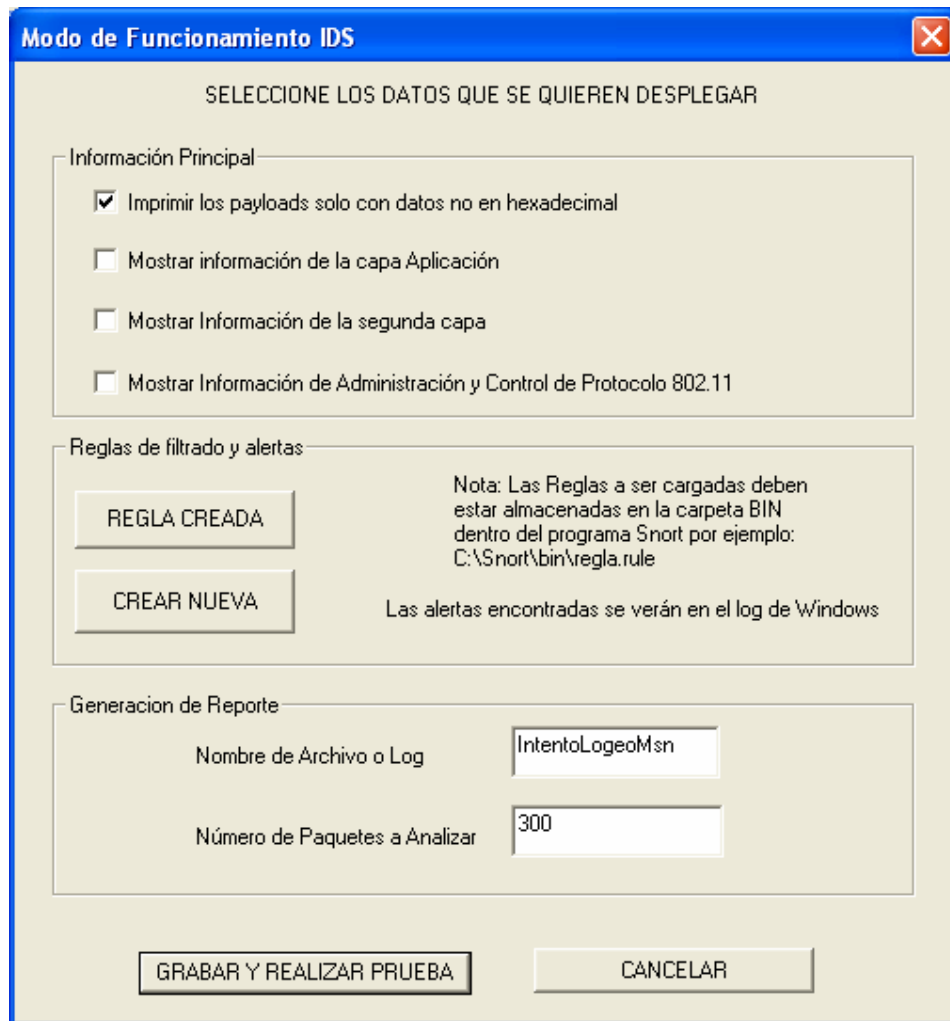 Modo de Funcionamiento IDS
SELECCIONE LOS DATOS QUE SE QUIEREN DESPLEGAR
Información Principal
Imprimir los payloads solo con datos no en hexadecimal
Mostrar información de la capa Aplicación
Mostrar Información de la segunda capa
Mostrar Información de Administración y Control de Protocolo 802.11
Reglas de filtrado y alertas
REGLA CREADA
CREAR NUEVA
Nota: Las Reglas a ser cargadas deben
estar almacenadas en la carpeta BIN
dentro del programa Snort por ejemplo:
C:\Snort\bin\regla.rule
Las alertas encontradas se verán en el log de Windows
Generacion de Reporte
Nombre de Archivo o Log
IntentoLogeoMsn
Número de Paquetes a Analizar
300
GRABAR Y REALIZAR PRUEBA
CANCELAR